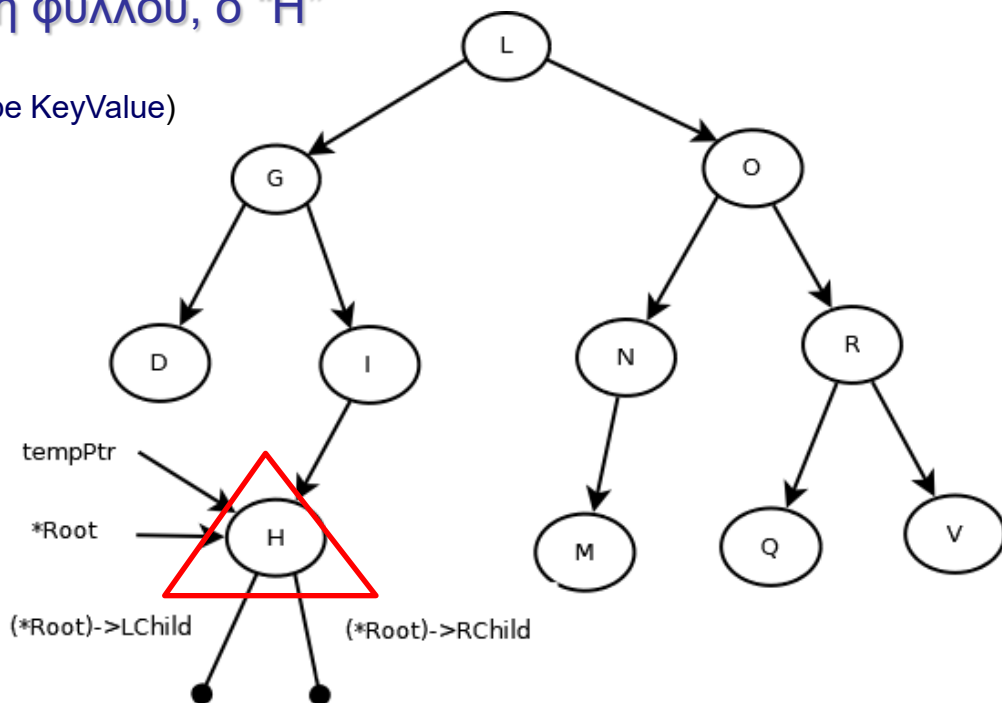 η φύλλου, ο "Η"
pe KeyValue)
L
G
O
D
I
N
R
tempPtr
*Root
H
M
Q
V
(*Root)->LChild
(*Root)->RChild